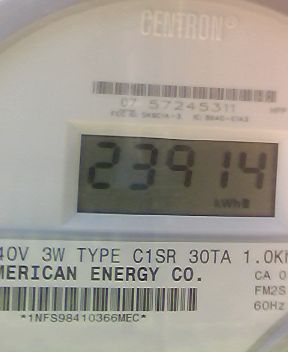 CENTRON®
07 57245311
23914
kWh
40V 3W TYPE C1SR 30TA 1.0K
MERICAN ENERGY CO.
CA 0
FM2S
60Hz
*1NFS98410366MEC*